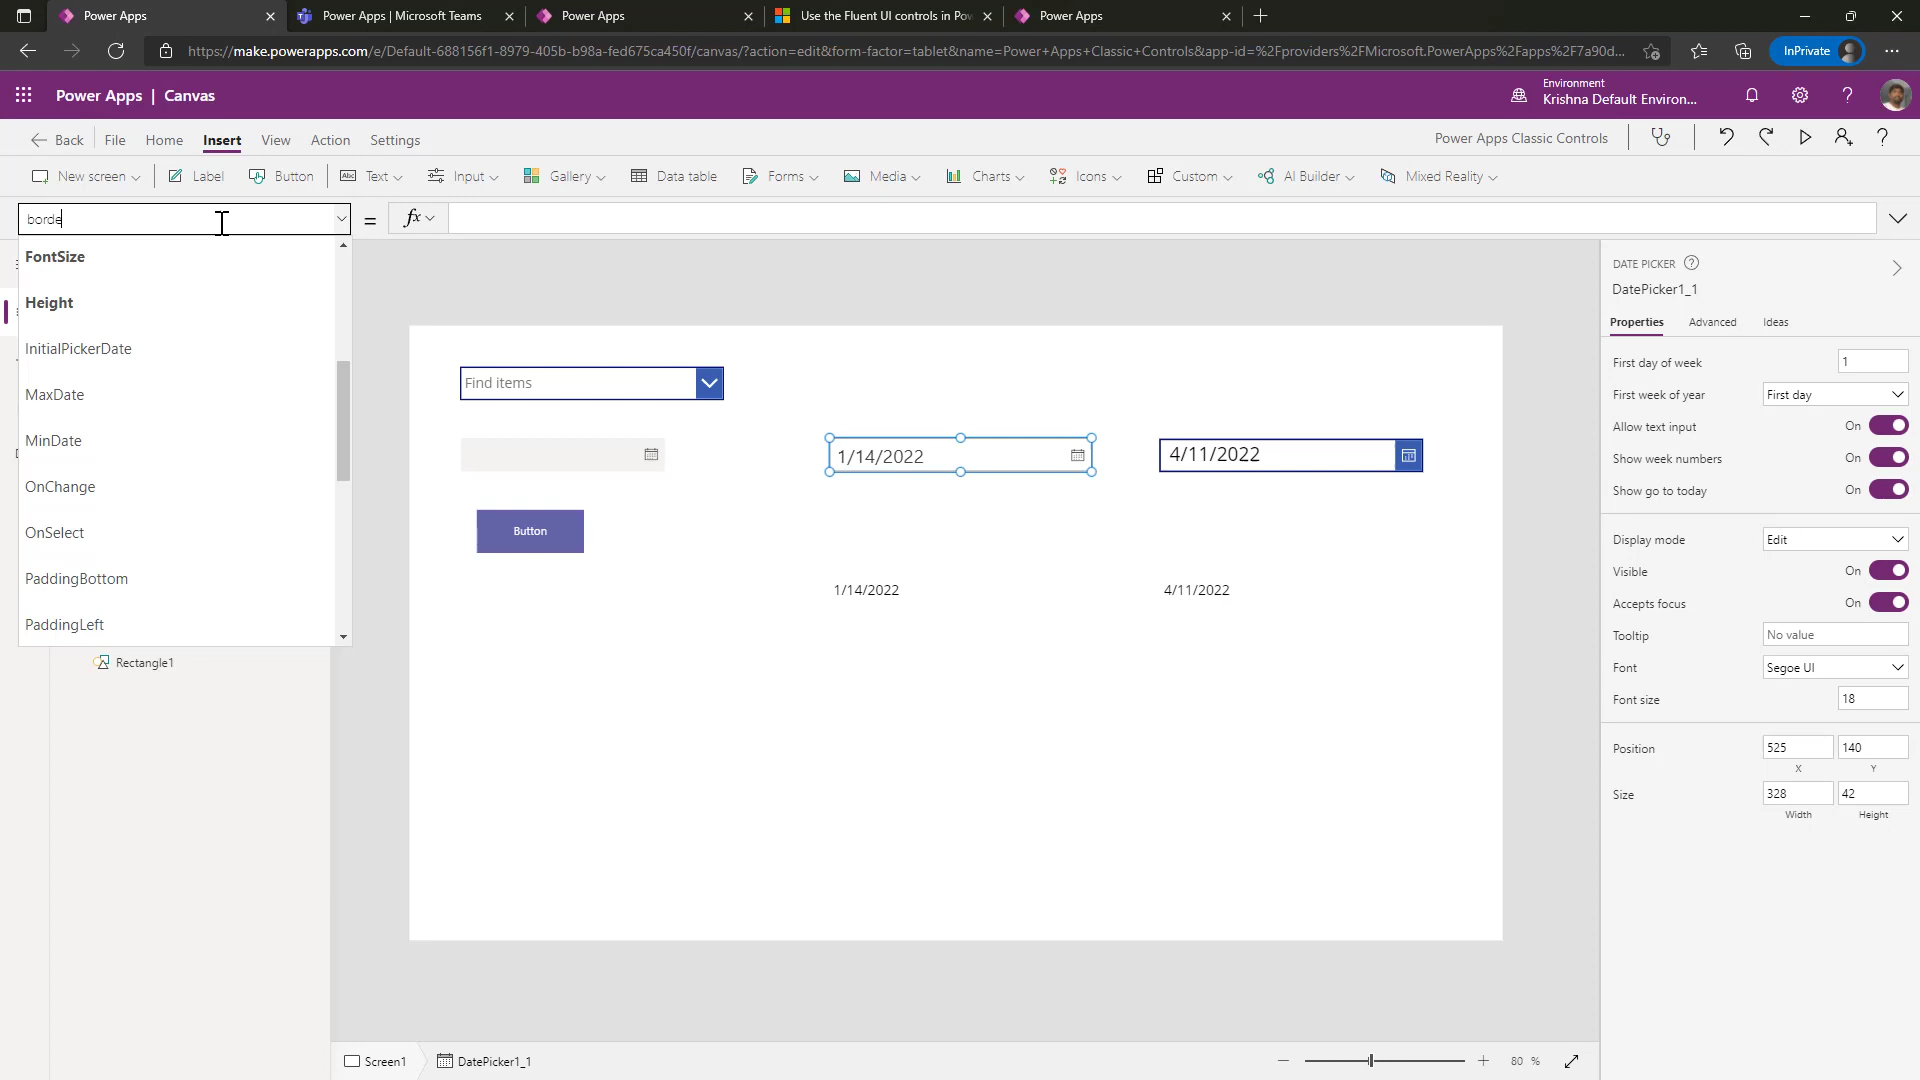 Power Apps
Power Apps | Microsoft Teams
Power Apps
Use the Fluent UI controls in Pow
Power Apps
https://make.powerapps.com/e/Default-688156f1-8979-405b-b98a-fed675ca450f/canvas/?action=edit&form-factor=tablet&name=Power+Apps+Classic+Controls&app-id=%2Fproviders%2FMicrosoft.PowerApps%2Fapps%2F7a90d...
InPrivate
Power Apps | Canvas
Environment
Krishna Default Environ...
Back File Home Insert View Action Settings
Power Apps Classic Controls
New screen Label Button Text Input Gallery Data table Forms Media Charts Icons Custom AI Builder Mixed Reality
borde
= fx
FontSize
Height
InitialPickerDate
MaxDate
MinDate
OnChange
OnSelect
PaddingBottom
PaddingLeft
Rectangle1
Find items
1/14/2022
4/11/2022
Button
1/14/2022
4/11/2022
DATE PICKER
DatePicker1_1
Properties Advanced Ideas
First day of week 1
First week of year First day
Allow text input On
Show week numbers On
Show go to today On
Display mode Edit
Visible On
Accepts focus On
Tooltip No value
Font Segoe UI
Font size 18
Position 525 140
X Y
Size 328 42
Width Height
Screen1 DatePicker1_1
80 %